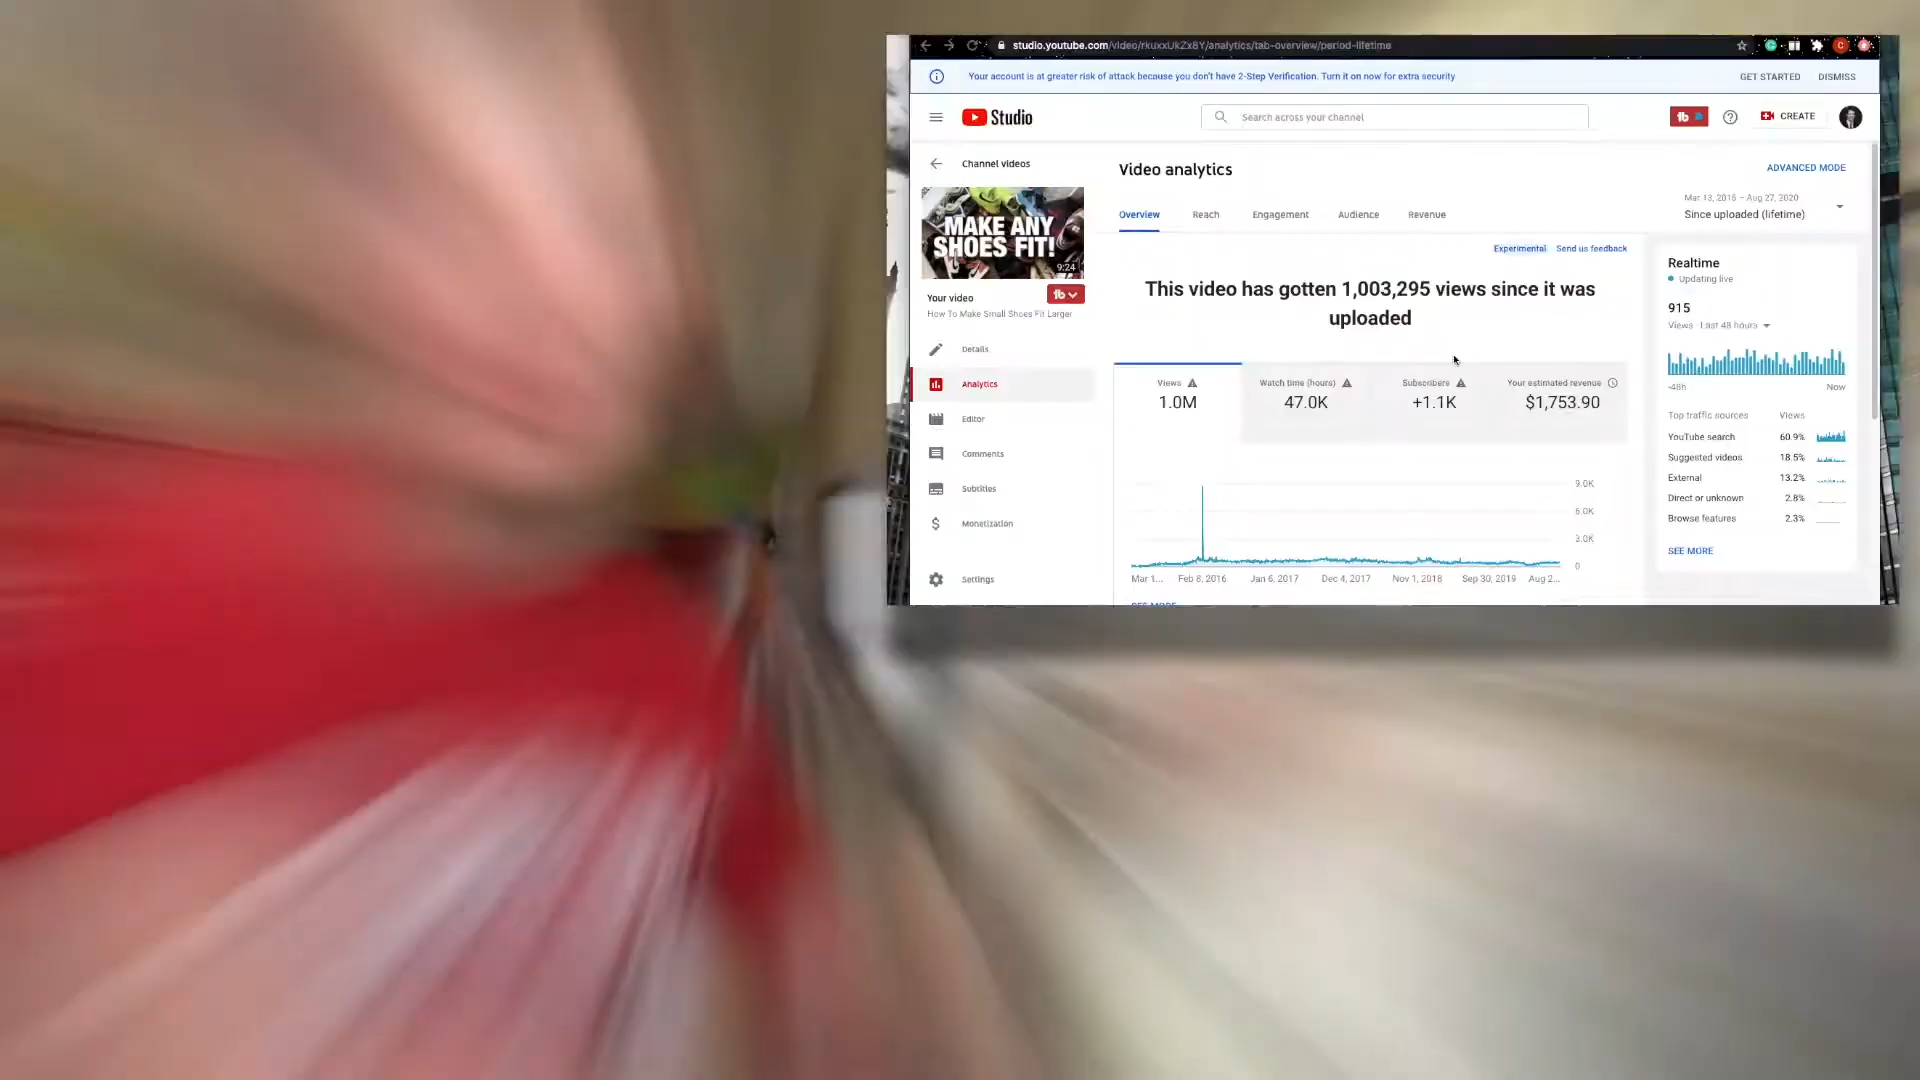 studio.youtube.com/video/rkuxxUkZx8Y/analytics/tab-overview/period-lifetime
Your account is at greater risk of attack because you don't have 2-Step Verification. Turn it on now for extra security
GET STARTED
DISMISS
Studio
Search across your channel
tb
CREATE
Channel videos
MAKE ANY
SHOES FIT!
9:24
Your video
tb
How To Make Small Shoes Fit Larger
Details
Analytics
Editor
Comments
Subtitles
Monetization
Settings
Video analytics
ADVANCED MODE
Mar 13, 2015 – Aug 27, 2020
Since uploaded (lifetime)
Overview
Reach
Engagement
Audience
Revenue
Experimental
Send us feedback
This video has gotten 1,003,295 views since it was
uploaded
Views
1.0M
Watch time (hours)
47.0K
Subscribers
+1.1K
Your estimated revenue
$1,753.90
9.0K
6.0K
3.0K
0
Mar 1...
Feb 8, 2016
Jan 6, 2017
Dec 4, 2017
Nov 1, 2018
Sep 30, 2019
Aug 2...
SEE MORE
Realtime
Updating live
915
Views · Last 48 hours
-48h
Now
Top traffic sources
Views
YouTube search
60.9%
Suggested videos
18.5%
External
13.2%
Direct or unknown
2.8%
Browse features
2.3%
SEE MORE